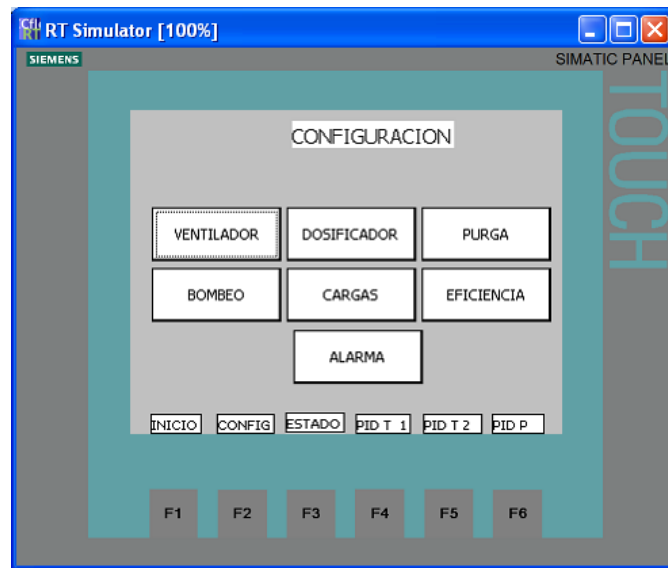 RT Simulator [100%]
SIEMENS
SIMATIC PANEL
TOUCH
CONFIGURACION
VENTILADOR DOSIFICADOR PURGA
BOMBEO CARGAS EFICIENCIA
ALARMA
INICIO CONFIG ESTADO PID T 1 PID T 2 PID P
F1 F2 F3 F4 F5 F6